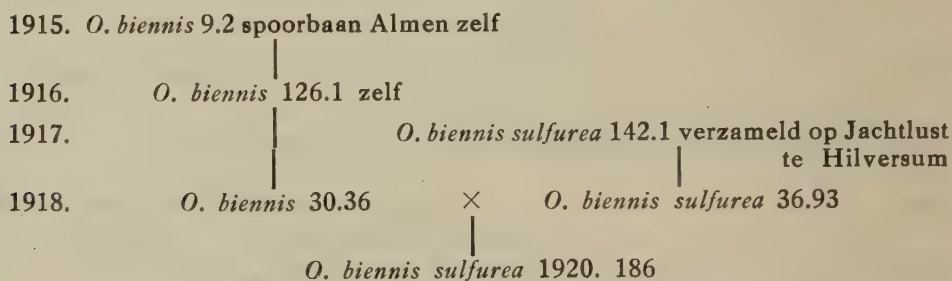 1915. O. biennis 9.2 spoorbaan Almen zelf
1916. O. biennis 126.1 zelf
1917. O. biennis sulfurea 142.1 verzameld op Jachtlust
te Hilversum
1918. O. biennis 30.36 × O. biennis sulfurea 36.93
O. biennis sulfurea 1920. 186